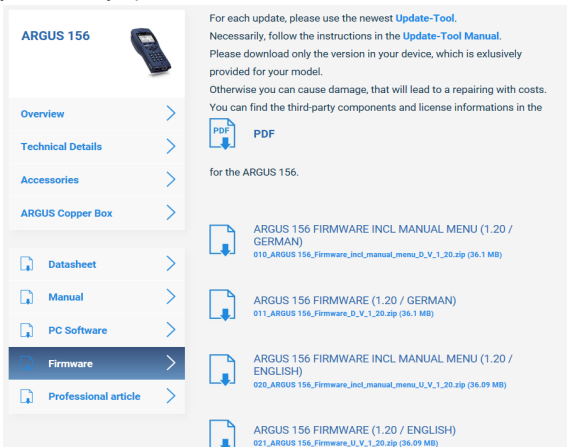 ARGUS 156
Overview
Technical Details
Accessories
ARGUS Copper Box
Datasheet
Manual
PC Software
Firmware
Professional article
For each update, please use the newest Update-Tool.
Necessarily, follow the instructions in the Update-Tool Manual.
Please download only the version in your device, which is exlusively
provided for your model.
Otherwise you can cause damage, that will lead to a repairing with costs.
You can find the third-party components and license informations in the
PDF PDF
for the ARGUS 156.
ARGUS 156 FIRMWARE INCL MANUAL MENU (1.20 /
GERMAN)
010_ARGUS 156_Firmware_incl_manual_menu_D_V_1_20.zip (36.1 MB)
ARGUS 156 FIRMWARE (1.20 / GERMAN)
011_ARGUS 156_Firmware_D_V_1_20.zip (36.1 MB)
ARGUS 156 FIRMWARE INCL MANUAL MENU (1.20 /
ENGLISH)
020_ARGUS 156_Firmware_incl_manual_menu_U_V_1_20.zip (36.09 MB)
ARGUS 156 FIRMWARE (1.20 / ENGLISH)
021_ARGUS 156_Firmware_U_V_1_20.zip (36.09 MB)